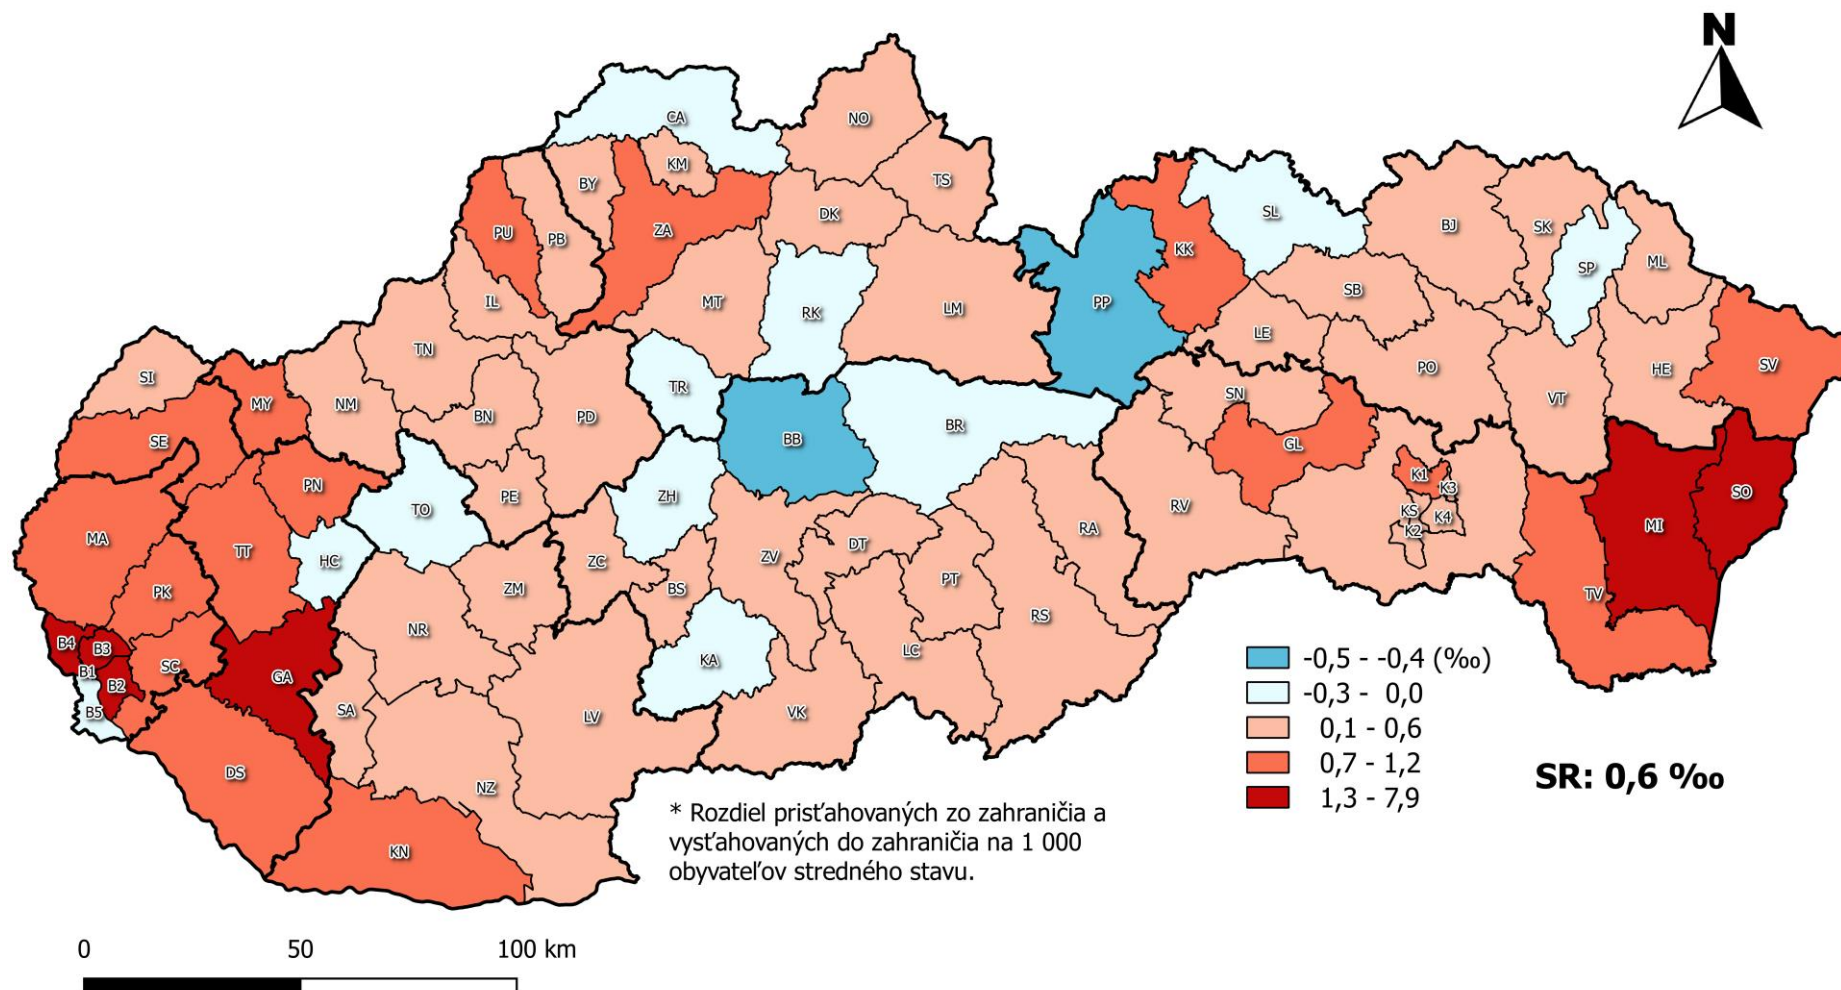 N
CA
NO
KM
BY
TS
DK
PU
PB
ZA
SL
BJ
SK
KK
SP
ML
IL
MT
RK
LM
PP
SB
LE
TN
SI
MY
NM
BN
PD
TR
BB
BR
SN
PO
VT
HE
SV
SE
PN
TO
PE
ZH
GL
K1
K3
KS
K4
K2
MI
SO
RV
RA
MA
TT
HC
ZC
ZV
DT
PT
BS
ZM
PK
NR
RS
TV
B4
B3
B1
B2
B5
SC
GA
KA
LC
SA
LV
VK
DS
NZ
KN
-0,5 - -0,4 (‰)
-0,3 - 0,0
0,1 - 0,6
0,7 - 1,2
1,3 - 7,9
SR: 0,6 ‰
* Rozdiel prisťahovaných zo zahraničia a
vysťahovaných do zahraničia na 1 000
obyvateľov stredného stavu.
0 50 100 km